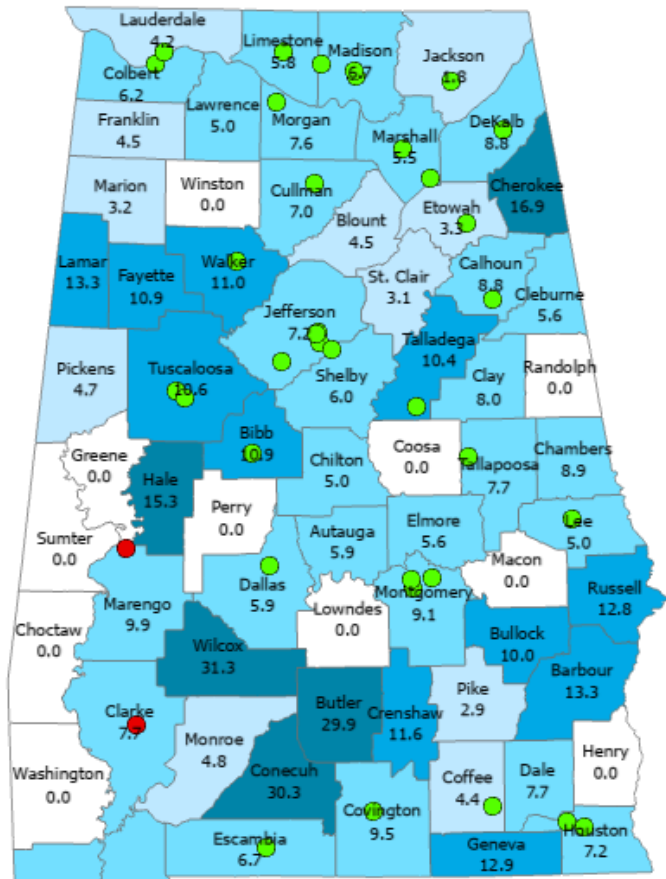 Lauderdale
4.2
Limestone
5.8
Madison
6.7
Jackson
1.8
Colbert
6.2
Lawrence
5.0
Franklin
4.5
Morgan
7.6
Marshall
5.5
DeKalb
8.8
Marion
3.2
Winston
0.0
Cullman
7.0
Cherokee
16.9
Blount
4.5
Etowah
3.3
Lamar
13.3
Fayette
10.9
Walker
11.0
St. Clair
3.1
Calhoun
8.8
Cleburne
5.6
Jefferson
7.2
Talladega
10.4
Pickens
4.7
Tuscaloosa
10.6
Shelby
6.0
Clay
8.0
Randolph
0.0
Greene
0.0
Hale
15.3
Bibb
10.9
Chilton
5.0
Coosa
0.0
Tallapoosa
7.7
Chambers
8.9
Sumter
0.0
Perry
0.0
Autauga
5.9
Elmore
5.6
Lee
5.0
Macon
0.0
Russell
12.8
Marengo
9.9
Dallas
5.9
Lowndes
0.0
Montgomery
9.1
Choctaw
0.0
Wilcox
31.3
Bullock
10.0
Barbour
13.3
Clarke
7.7
Butler
29.9
Crenshaw
11.6
Pike
2.9
Monroe
4.8
Henry
0.0
Washington
0.0
Conecuh
30.3
Coffee
4.4
Dale
7.7
Covington
9.5
Houston
7.2
Escambia
6.7
Geneva
12.9